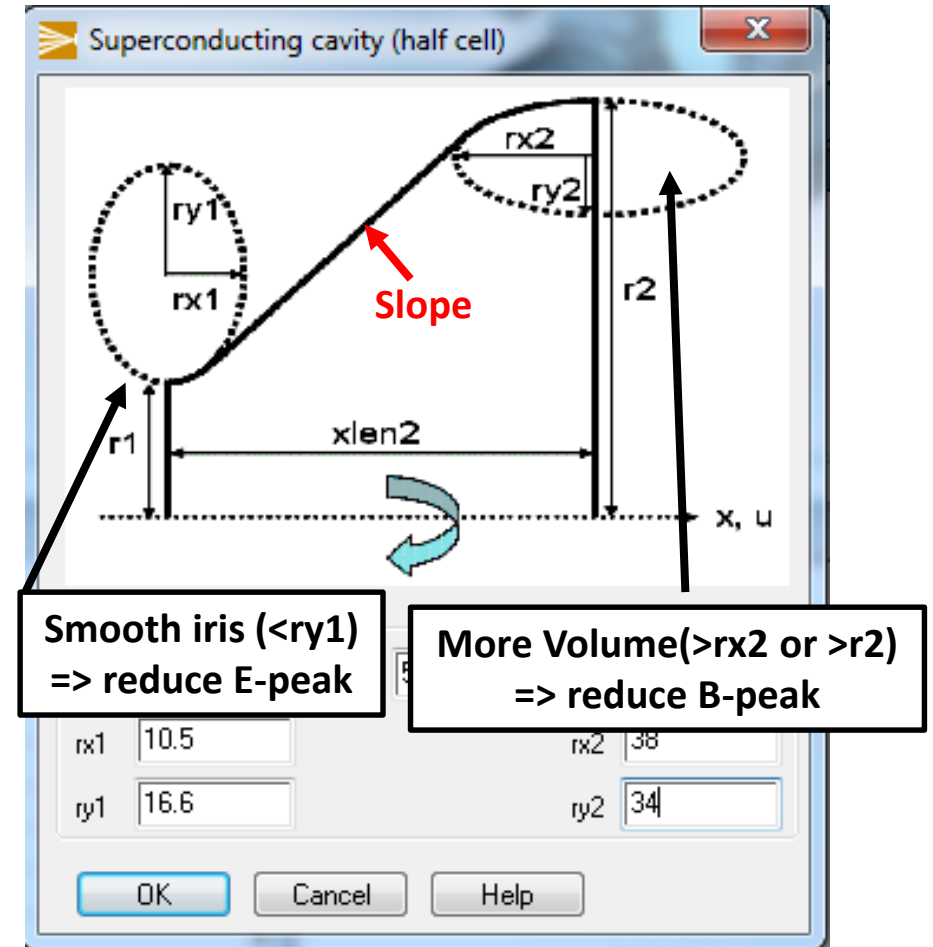 Superconducting cavity (half cell)
rx2
ry1
ry2
rx1
Slope
r2
r1
xlen2
x, u
Smooth iris (<ry1)
=> reduce E-peak
More Volume(>rx2 or >r2)
=> reduce B-peak
rx1 10.5 rx2 38
ry1 16.6 ry2 34
OK Cancel Help